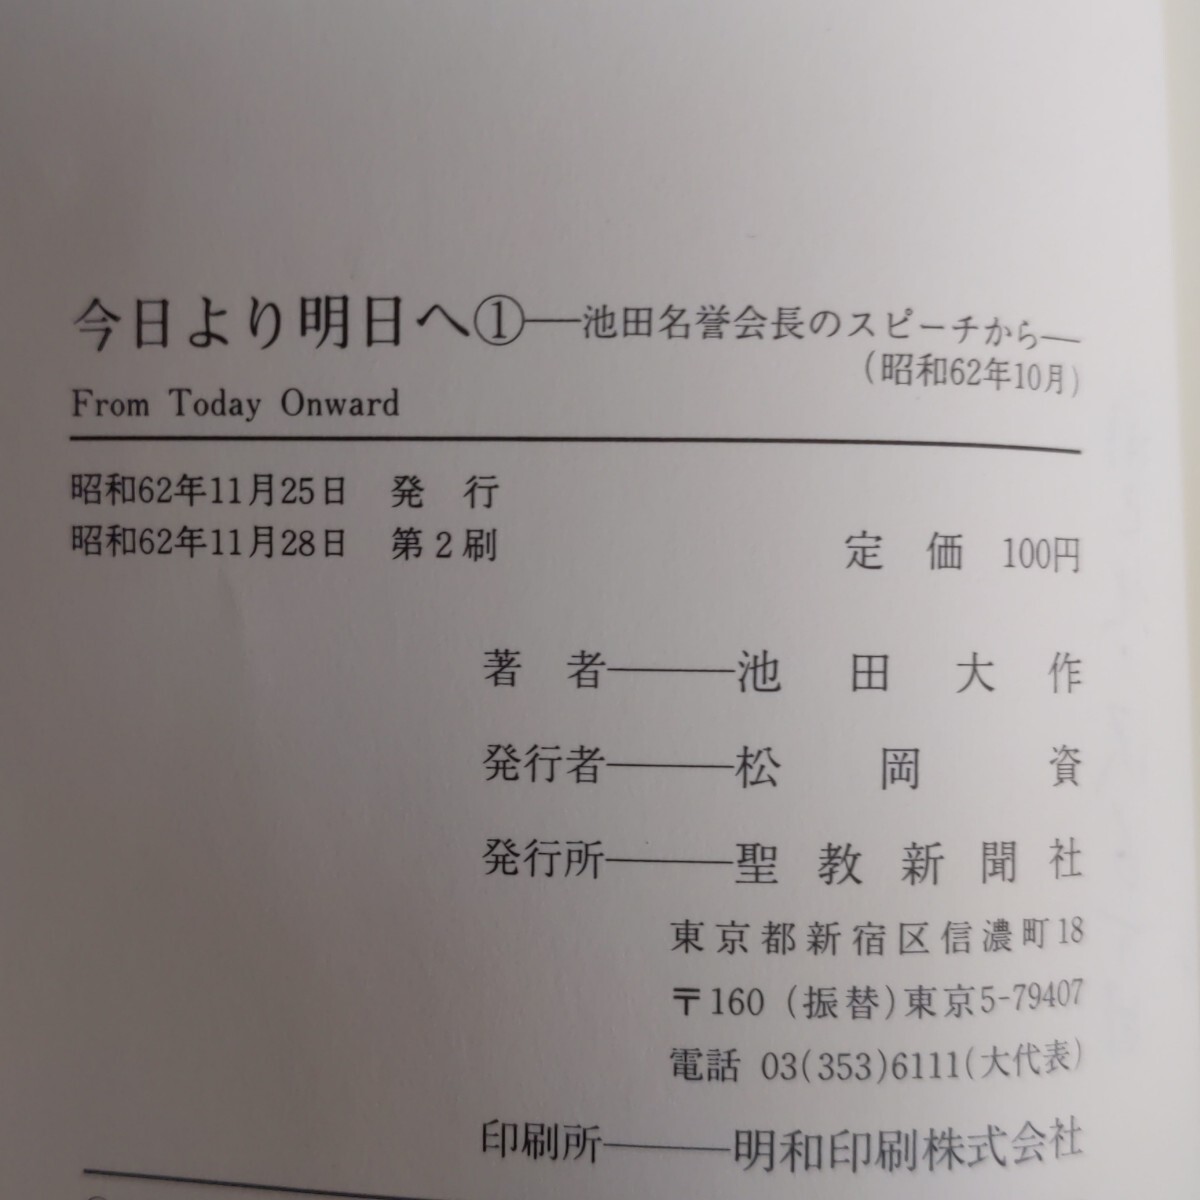 今日より明日へ①―池田名誉会長のスピーチから―
(昭和62年10月)
From Today Onward
昭和62年11月25日 発 行
昭和62年11月28日 第2刷
定 価 100円
著 者―池 田 大 作
発行者―松 岡 資
発行所―聖教新聞社
東京都新宿区信濃町18
〒160 (振替)東京5-79407
電話 03(353)6111(大代表)
印刷所―明和印刷株式会社